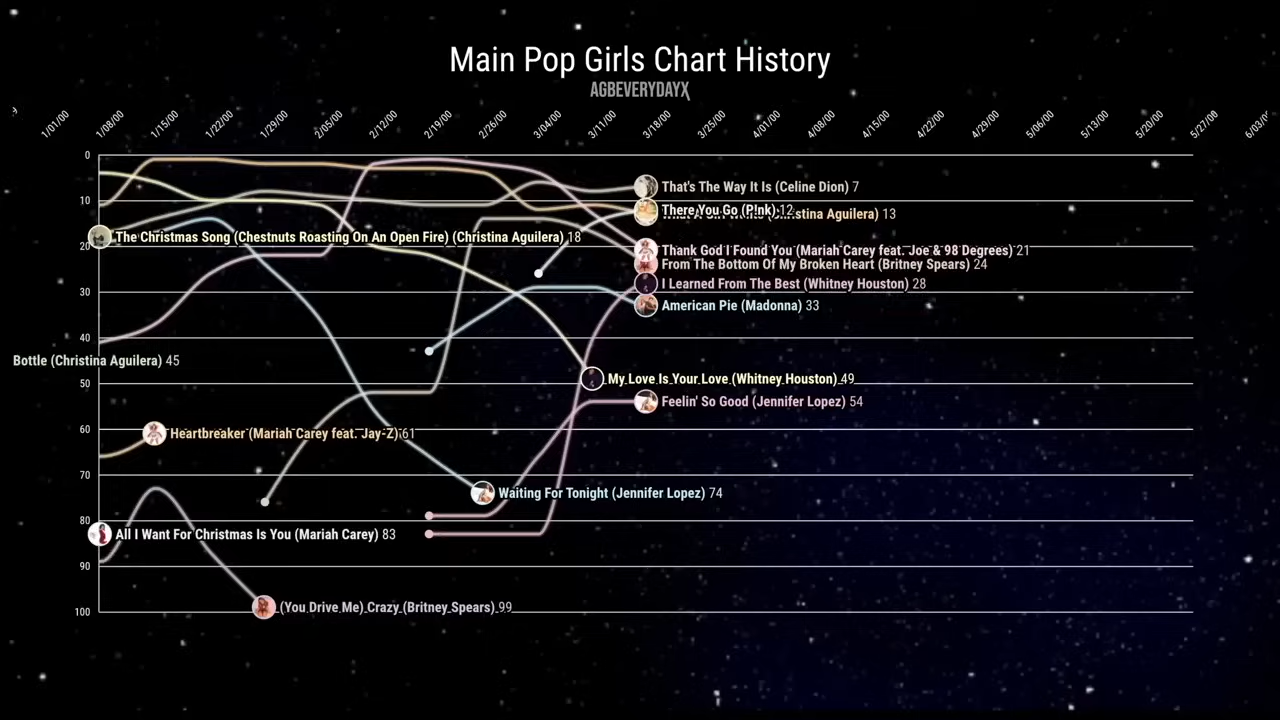 Main Pop Girls Chart History
AGBEVERYDAYX
1/01/00 1/08/00 1/15/00 1/22/00 1/29/00 2/05/00 2/12/00 2/19/00 2/26/00 3/04/00 3/11/00 3/18/00 3/25/00 4/01/00 4/08/00 4/15/00 4/22/00 4/29/00 5/06/00 5/13/00 5/20/00 5/27/00 6/03/0
0
That's The Way It Is (Celine Dion) 7
10
There You Go (P!nk) 12
stina Aguilera) 13
The Christmas Song (Chestnuts Roasting On An Open Fire) (Christina Aguilera) 18
20
Thank God I Found You (Mariah Carey feat. Joe & 98 Degrees) 21
From The Bottom Of My Broken Heart (Britney Spears) 24
I Learned From The Best (Whitney Houston) 28
30
American Pie (Madonna) 33
40
Bottle (Christina Aguilera) 45
My Love Is Your Love (Whitney Houston) 49
50
Feelin' So Good (Jennifer Lopez) 54
60
Heartbreaker (Mariah Carey feat. Jay-Z) 61
70
Waiting For Tonight (Jennifer Lopez) 74
80
All I Want For Christmas Is You (Mariah Carey) 83
90
(You Drive Me) Crazy (Britney Spears) 99
100